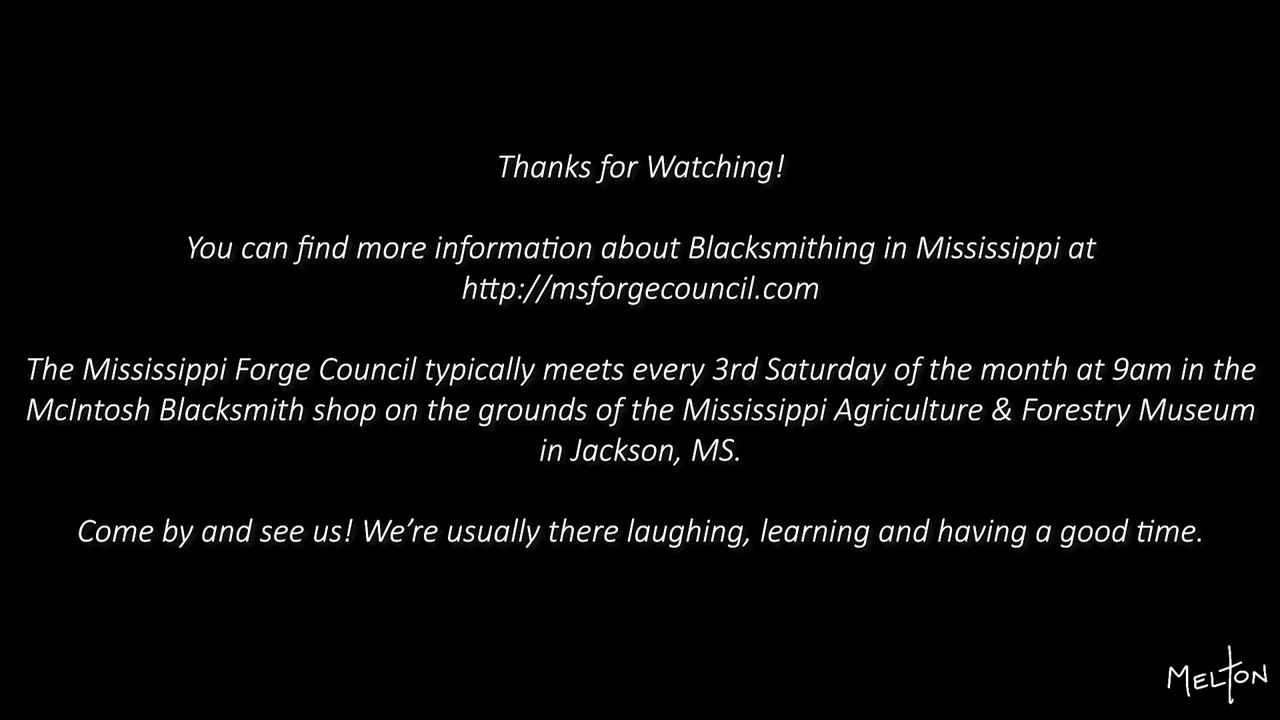 Thanks for Watching!
You can find more information about Blacksmithing in Mississippi at
http://msforgecouncil.com
The Mississippi Forge Council typically meets every 3rd Saturday of the month at 9am in the
McIntosh Blacksmith shop on the grounds of the Mississippi Agriculture & Forestry Museum
in Jackson, MS.
Come by and see us! We’re usually there laughing, learning and having a good time.
MELTON